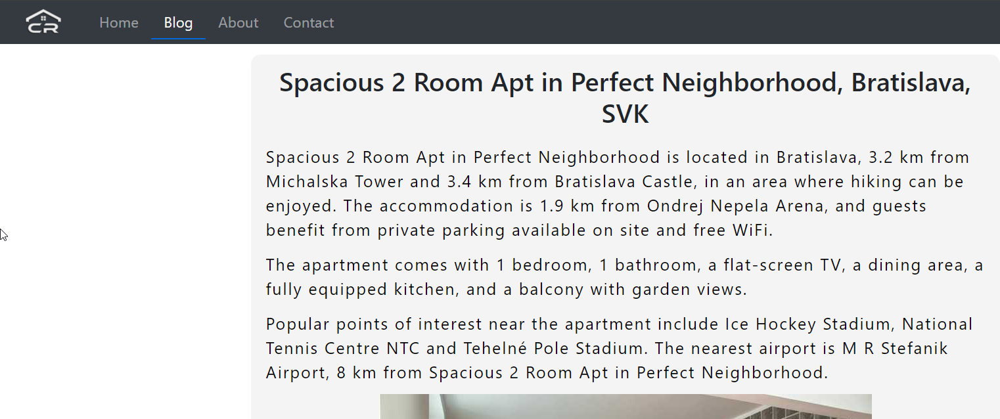 CR
Home Blog About Contact
Spacious 2 Room Apt in Perfect Neighborhood, Bratislava,
SVK
Spacious 2 Room Apt in Perfect Neighborhood is located in Bratislava, 3.2 km from
Michalska Tower and 3.4 km from Bratislava Castle, in an area where hiking can be
enjoyed. The accommodation is 1.9 km from Ondrej Nepela Arena, and guests
benefit from private parking available on site and free WiFi.
The apartment comes with 1 bedroom, 1 bathroom, a flat-screen TV, a dining area, a
fully equipped kitchen, and a balcony with garden views.
Popular points of interest near the apartment include Ice Hockey Stadium, National
Tennis Centre NTC and Tehelné Pole Stadium. The nearest airport is M R Stefanik
Airport, 8 km from Spacious 2 Room Apt in Perfect Neighborhood.